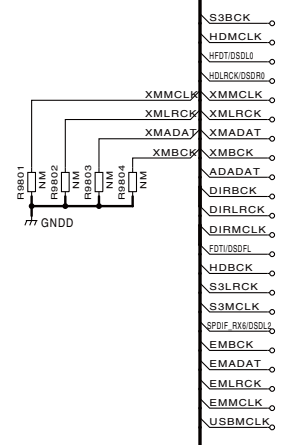 S3BCK
HDMCLK
HFDT/DSDL0
HDLRCK/DSDR0
XMMCLK XMMCLK
XMLRCK XMLRCK
XMADAT XMADAT
XMBCK XMBCK
R9801 NM R9802 NM R9803 NM R9804 NM
ADADAT
DIRBCK
DIRLRCK
GNDD
DIRMCLK
FDTI/DSDFL
HDBCK
S3LRCK
S3MCLK
SPDIF_RX6/DSDL2
EMBCK
EMADAT
EMLRCK
EMMCLK
USBMCLK